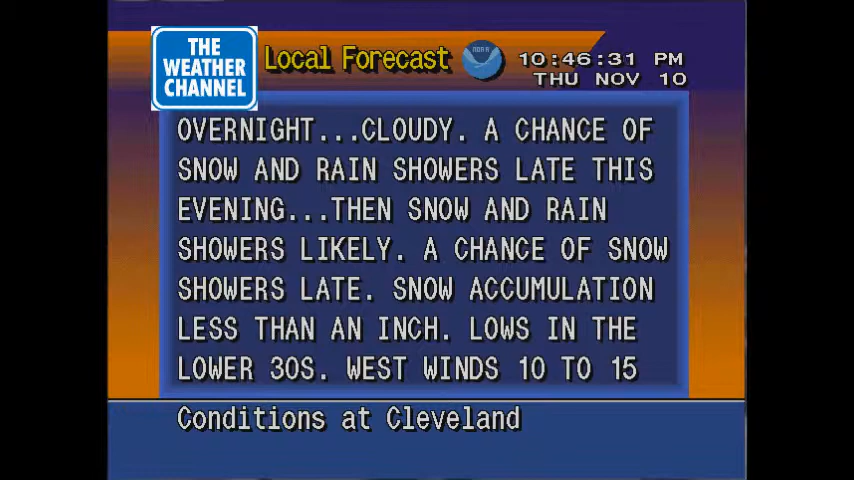 THE
WEATHER
CHANNEL
Local Forecast
NOAA
10:46:31 PM
THU NOV 10
OVERNIGHT...CLOUDY. A CHANCE OF
SNOW AND RAIN SHOWERS LATE THIS
EVENING...THEN SNOW AND RAIN
SHOWERS LIKELY. A CHANCE OF SNOW
SHOWERS LATE. SNOW ACCUMULATION
LESS THAN AN INCH. LOWS IN THE
LOWER 30S. WEST WINDS 10 TO 15
Conditions at Cleveland